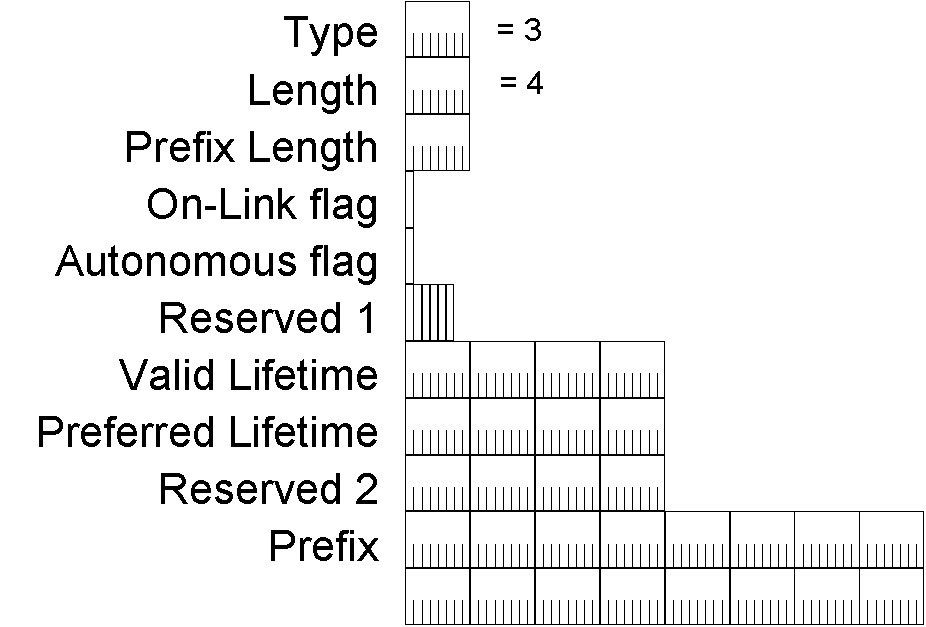 Type = 3
Length = 4
Prefix Length
On-Link flag
Autonomous flag
Reserved 1
Valid Lifetime
Preferred Lifetime
Reserved 2
Prefix